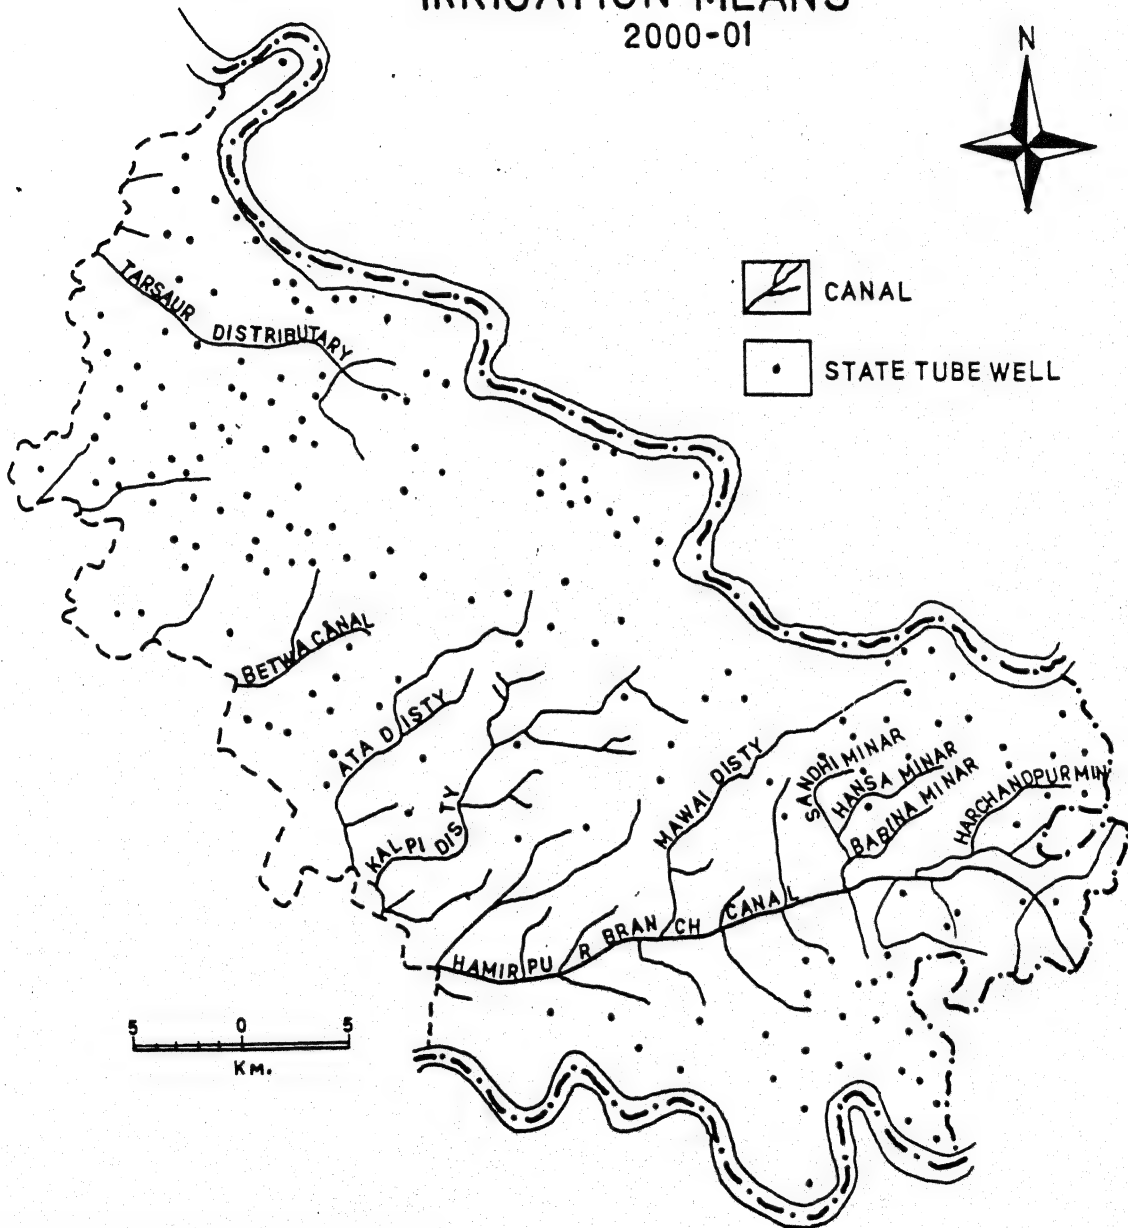 IRRIGATION MEANS
2000-01
N
CANAL
STATE TUBE WELL
TARSAUR DISTRIBUTARY
BETWA CANAL
ATA DISTY
KALPI DISTY
MAWAI DISTY
SANDHI MINAR
HANSA MINAR
BABINA MINAR
HARCHANDPUR MIN
HAMIRPUR BRANCH CANAL
5 0 5
KM.